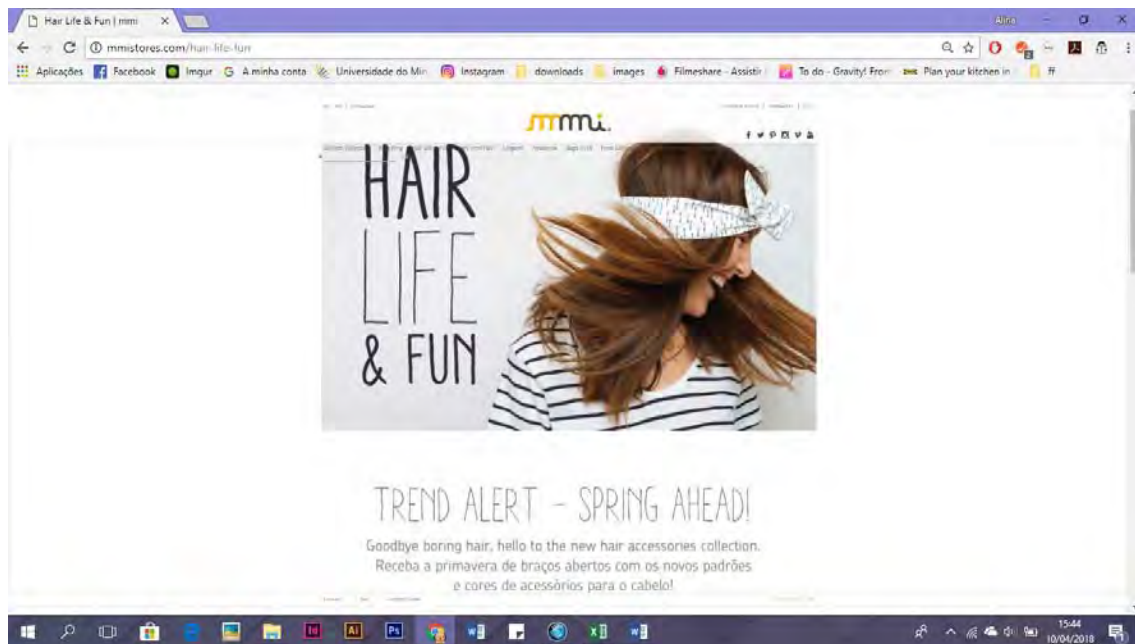 Hair Life & Fun | mmi
Alina
mmistores.com/hair-life-fun
Aplicações Facebook Imgur A minha conta Universidade do Min Instagram downloads images Filmeshare - Assistir To do - Gravity! From Plan your kitchen in ff
mmi.
HAIR
LIFE
& FUN
TREND ALERT - SPRING AHEAD!
Goodbye boring hair, hello to the new hair accessories collection.
Receba a primavera de braços abertos com os novos padrões
e cores de acessórios para o cabelo!
15:44
10/04/2018